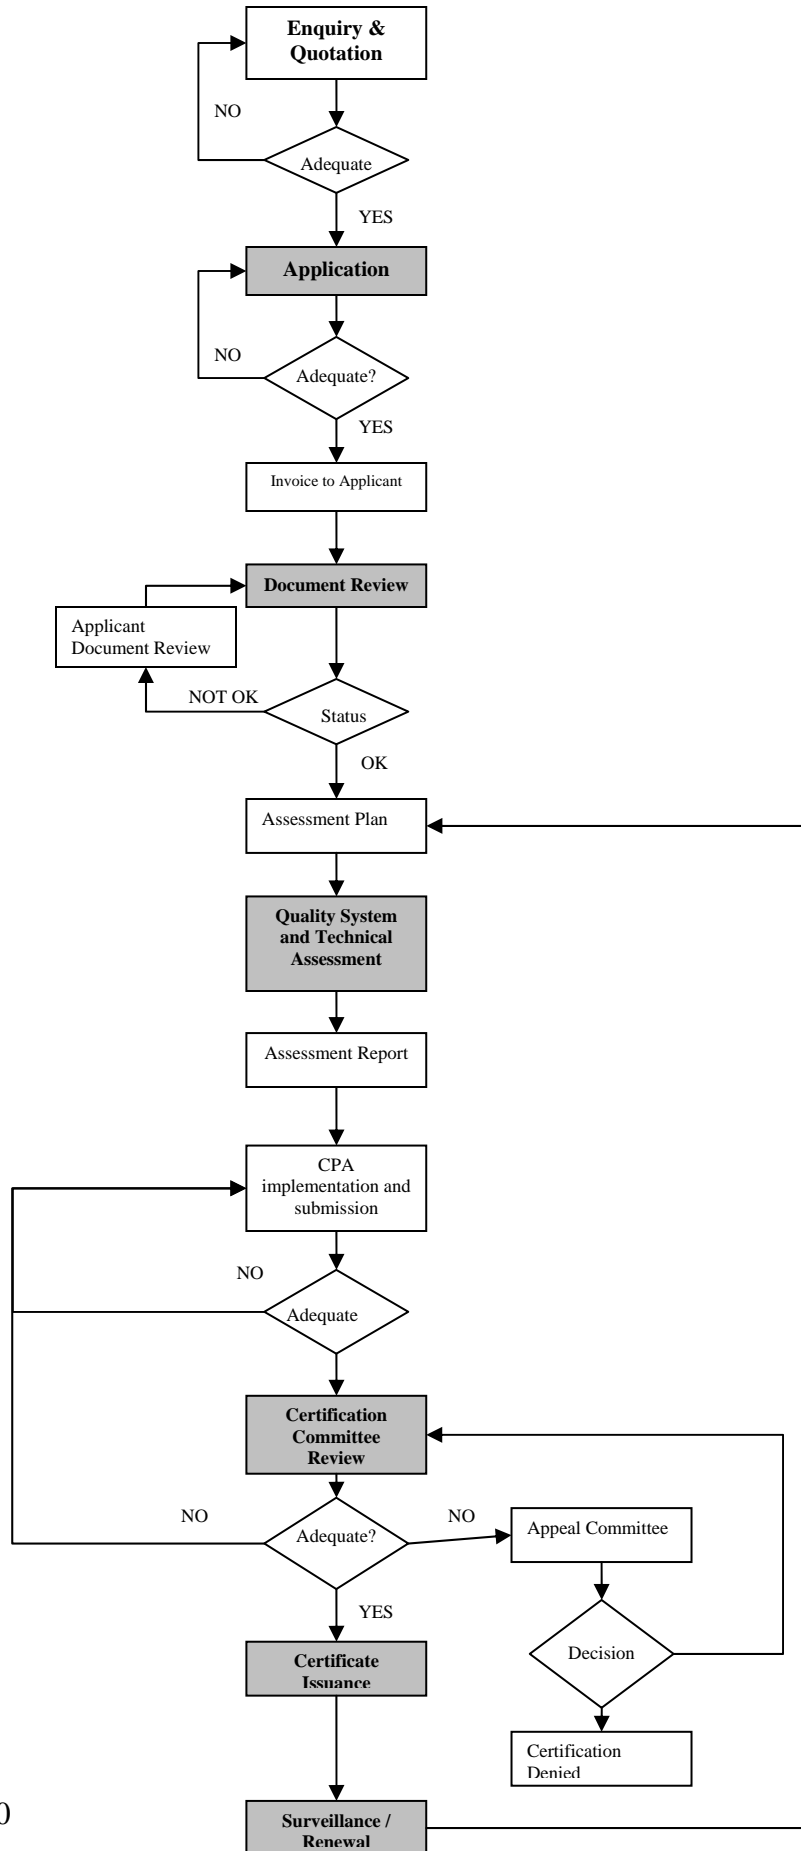 Enquiry &
Quotation
NO
Adequate
YES
Application
NO
Adequate?
YES
Invoice to Applicant
Document Review
Applicant
Document Review
NOT OK
Status
OK
Assessment Plan
Quality System
and Technical
Assessment
Assessment Report
CPA
implementation and
submission
NO
Adequate
Certification
Committee
Review
NO
Adequate?
NO
Appeal Committee
YES
Decision
Certificate
Issuance
Certification
Denied
0
Surveillance /
Renewal